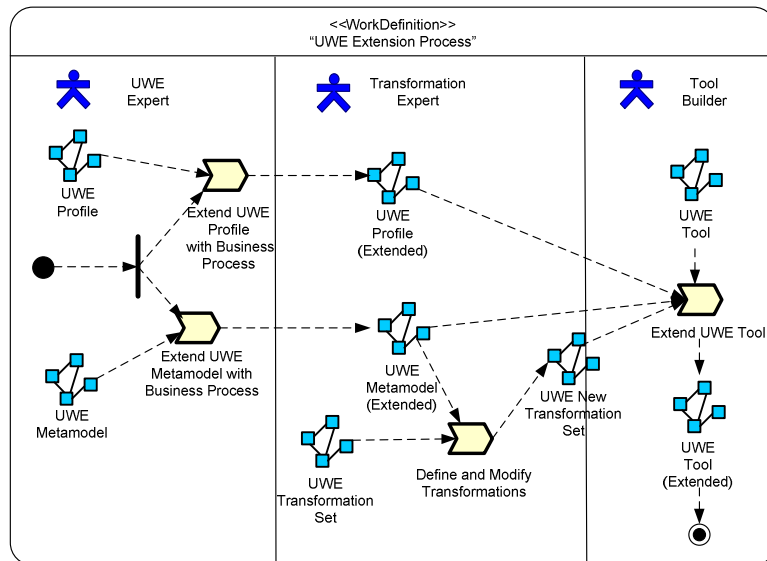 <<WorkDefinition>>
“UWE Extension Process”
UWE
Expert
Transformation
Expert
Tool
Builder
UWE
Profile
Extend UWE
Profile
with Business
Process
UWE
Profile
(Extended)
UWE
Tool
Extend UWE
Metamodel with
Business Process
UWE
Metamodel
UWE
Metamodel
(Extended)
Extend UWE Tool
UWE New
Transformation
Set
UWE
Transformation
Set
Define and Modify
Transformations
UWE
Tool
(Extended)